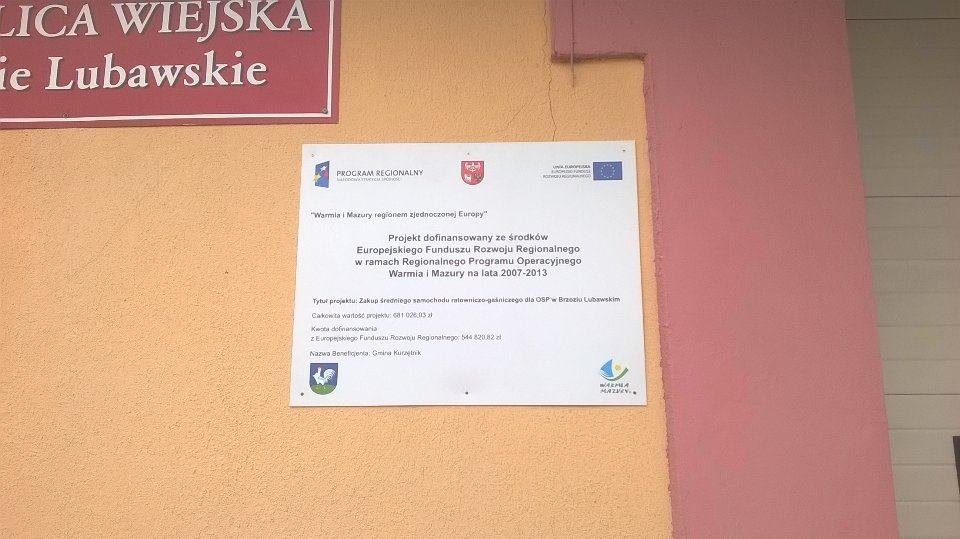 LICA WIEJSKA
ie Lubawskie
PROGRAM REGIONALNY
NARODOWA STRATEGIA SPÓJNOŚCI
UNIA EUROPEJSKA
EUROPEJSKI FUNDUSZ
ROZWOJU REGIONALNEGO
"Warmia i Mazury regionem zjednoczonej Europy"
Projekt dofinansowany ze środków
Europejskiego Funduszu Rozwoju Regionalnego
w ramach Regionalnego Programu Operacyjnego
Warmia i Mazury na lata 2007-2013
Tytuł projektu: Zakup średniego samochodu ratowniczo-gaśniczego dla OSP w Brzoziu Lubawskim
Całkowita wartość projektu: 681 026,03 zł
Kwota dofinansowania
z Europejskiego Funduszu Rozwoju Regionalnego: 544 820,82 zł
Nazwa Beneficjenta: Gmina Kurzętnik
WARMIA
MAZURY